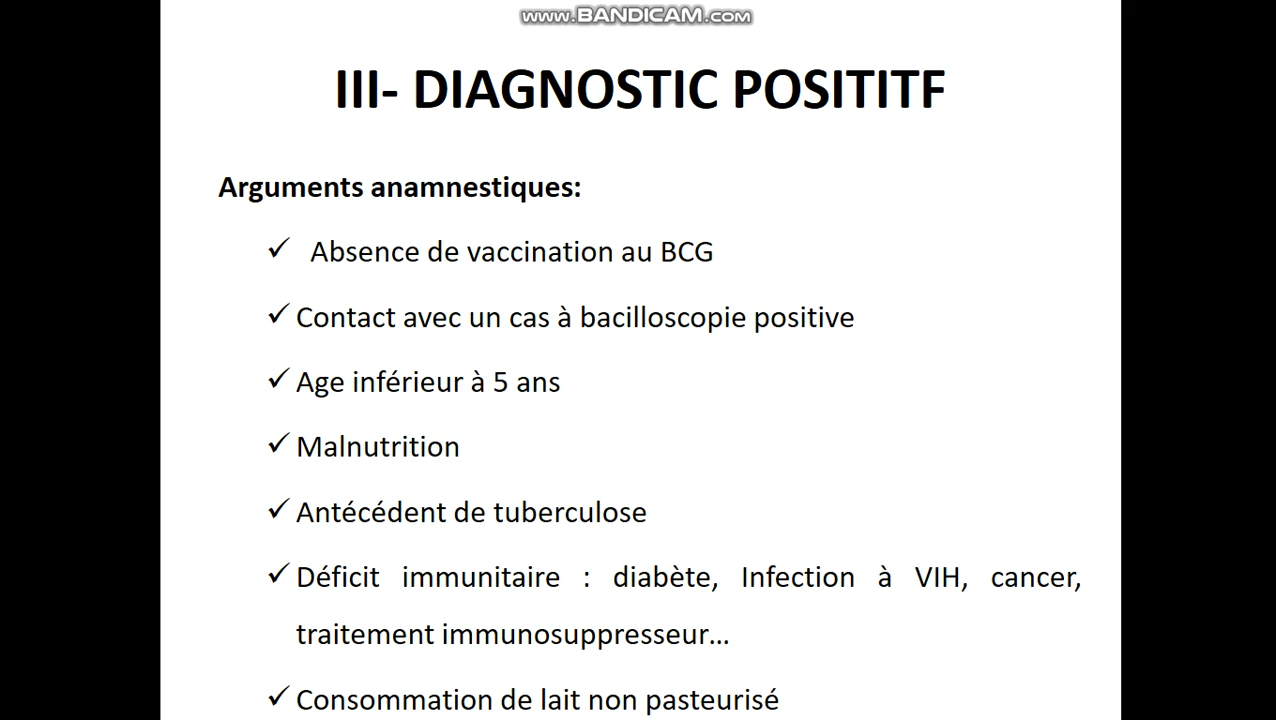 www.BANDICAM.com
III- DIAGNOSTIC POSITITF
Arguments anamnestiques:
✓ Absence de vaccination au BCG
✓ Contact avec un cas à bacilloscopie positive
✓ Age inférieur à 5 ans
✓ Malnutrition
✓ Antécédent de tuberculose
✓ Déficit immunitaire : diabète, Infection à VIH, cancer,
traitement immunosuppresseur...
✓ Consommation de lait non pasteurisé